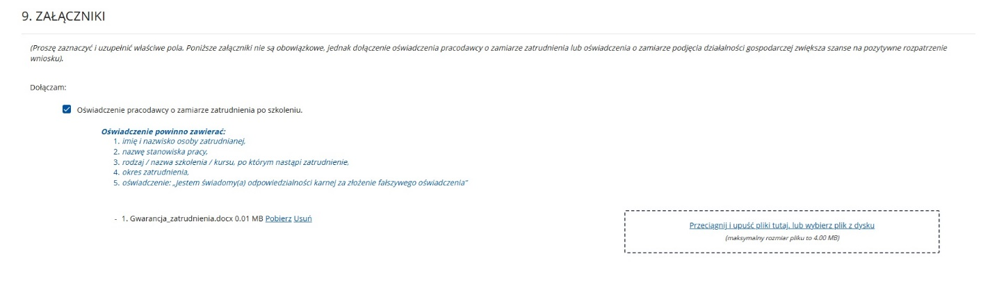 9. ZAŁĄCZNIKI
(Proszę zaznaczyć i uzupełnić właściwe pola. Poniższe załączniki nie są obowiązkowe, jednak dołączenie oświadczenia pracodawcy o zamiarze zatrudnienia lub oświadczenia o zamiarze podjęcia działalności gospodarczej zwiększa szanse na pozytywne rozpatrzenie
wniosku).
Dołączam:
Oświadczenie pracodawcy o zamiarze zatrudnienia po szkoleniu.
Oświadczenie powinno zawierać:
1. imię i nazwisko osoby zatrudnianej,
2. nazwę stanowiska pracy,
3. rodzaj / nazwa szkolenia / kursu, po którym nastąpi zatrudnienie,
4. okres zatrudnienia,
5. oświadczenie: „Jestem świadomy(a) odpowiedzialności karnej za złożenie fałszywego oświadczenia”
- 1. Gwarancja_zatrudnienia.docx 0.01 MB Pobierz Usuń
Przeciągnij i upuść pliki tutaj, lub wybierz plik z dysku
(maksymalny rozmiar pliku to 4.00 MB)